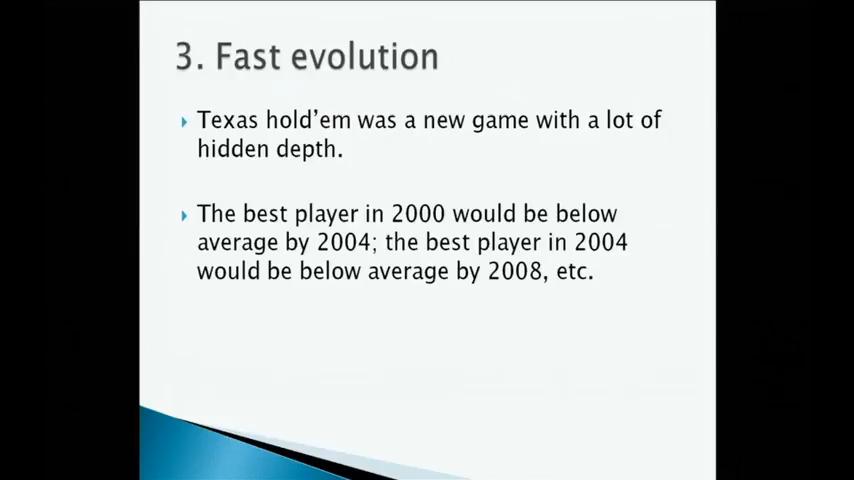 3. Fast evolution
Texas hold'em was a new game with a lot of
hidden depth.
The best player in 2000 would be below
average by 2004; the best player in 2004
would be below average by 2008, etc.